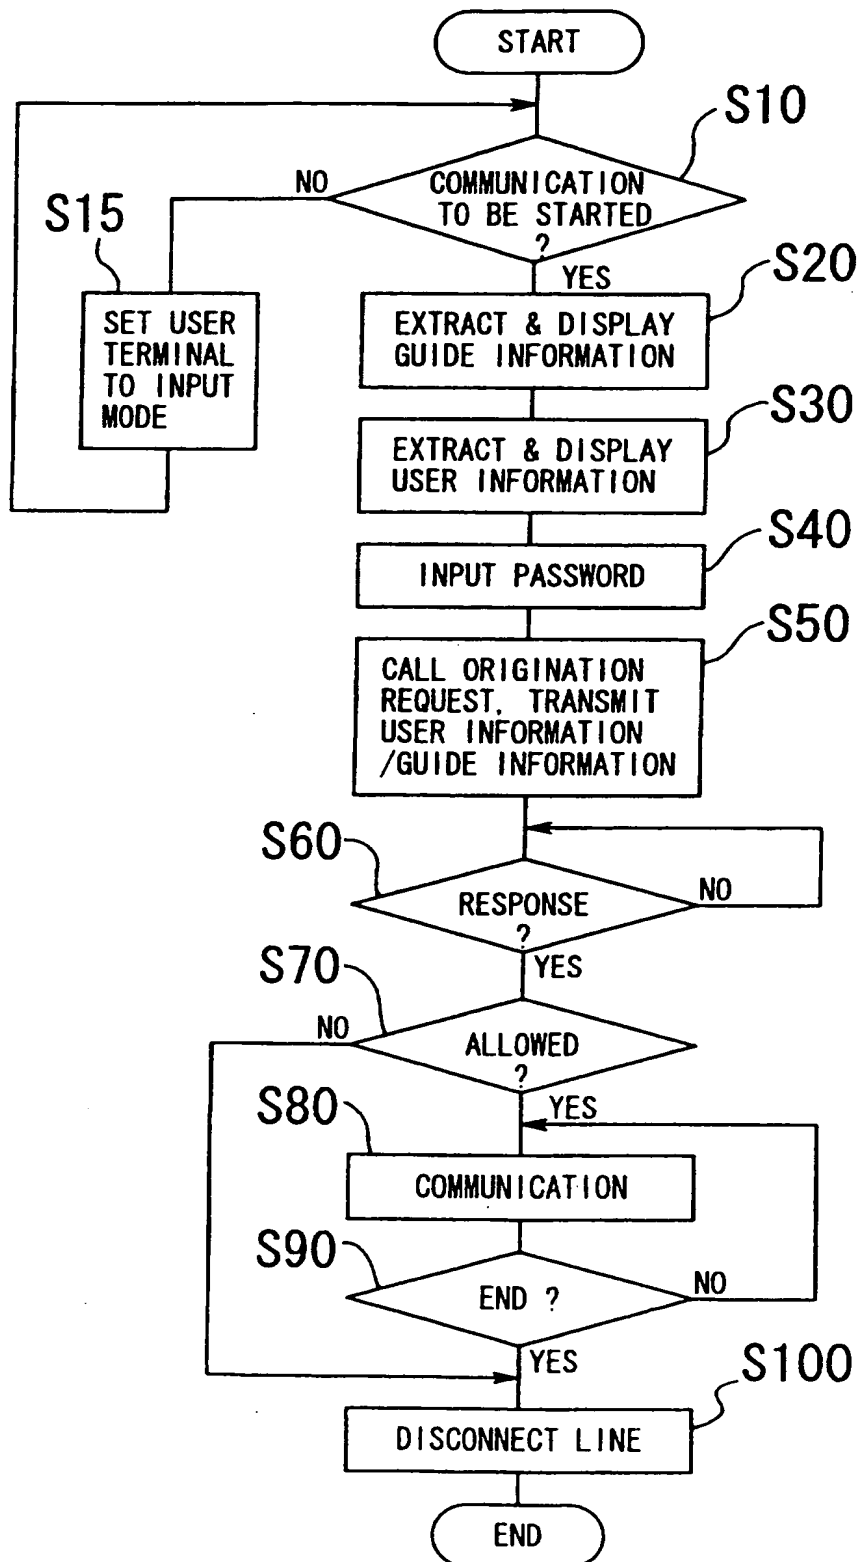 START
S10
COMMUNICATION
TO BE STARTED
?
NO
YES
S15
SET USER
TERMINAL
TO INPUT
MODE
S20
EXTRACT & DISPLAY
GUIDE INFORMATION
S30
EXTRACT & DISPLAY
USER INFORMATION
S40
INPUT PASSWORD
S50
CALL ORIGINATION
REQUEST, TRANSMIT
USER INFORMATION
/GUIDE INFORMATION
S60
RESPONSE
?
NO
YES
S70
NO
ALLOWED
?
YES
S80
COMMUNICATION
S90
END ?
NO
YES
S100
DISCONNECT LINE
END